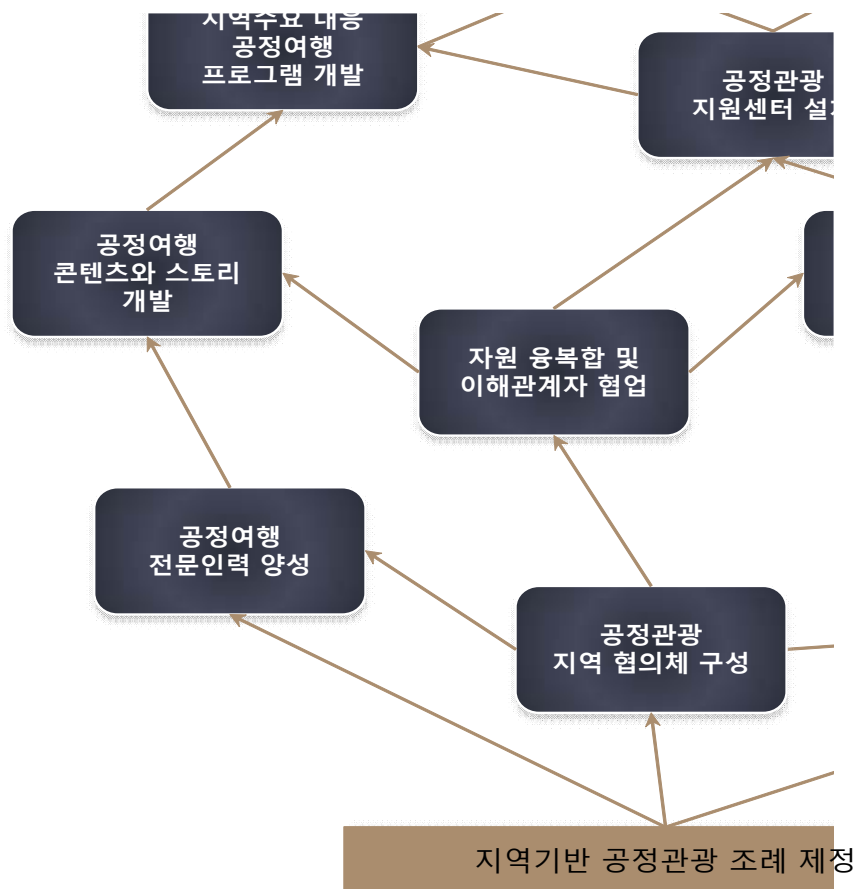 지역수요 대응
공정여행
프로그램 개발
공정관광
지원센터
공정여행
콘텐츠와 스토리
개발
자원 융복합 및
이해관계자 협업
공정여행
전문인력 양성
공정관광
지역 협의체 구성
지역기반 공정관광 조례 제정